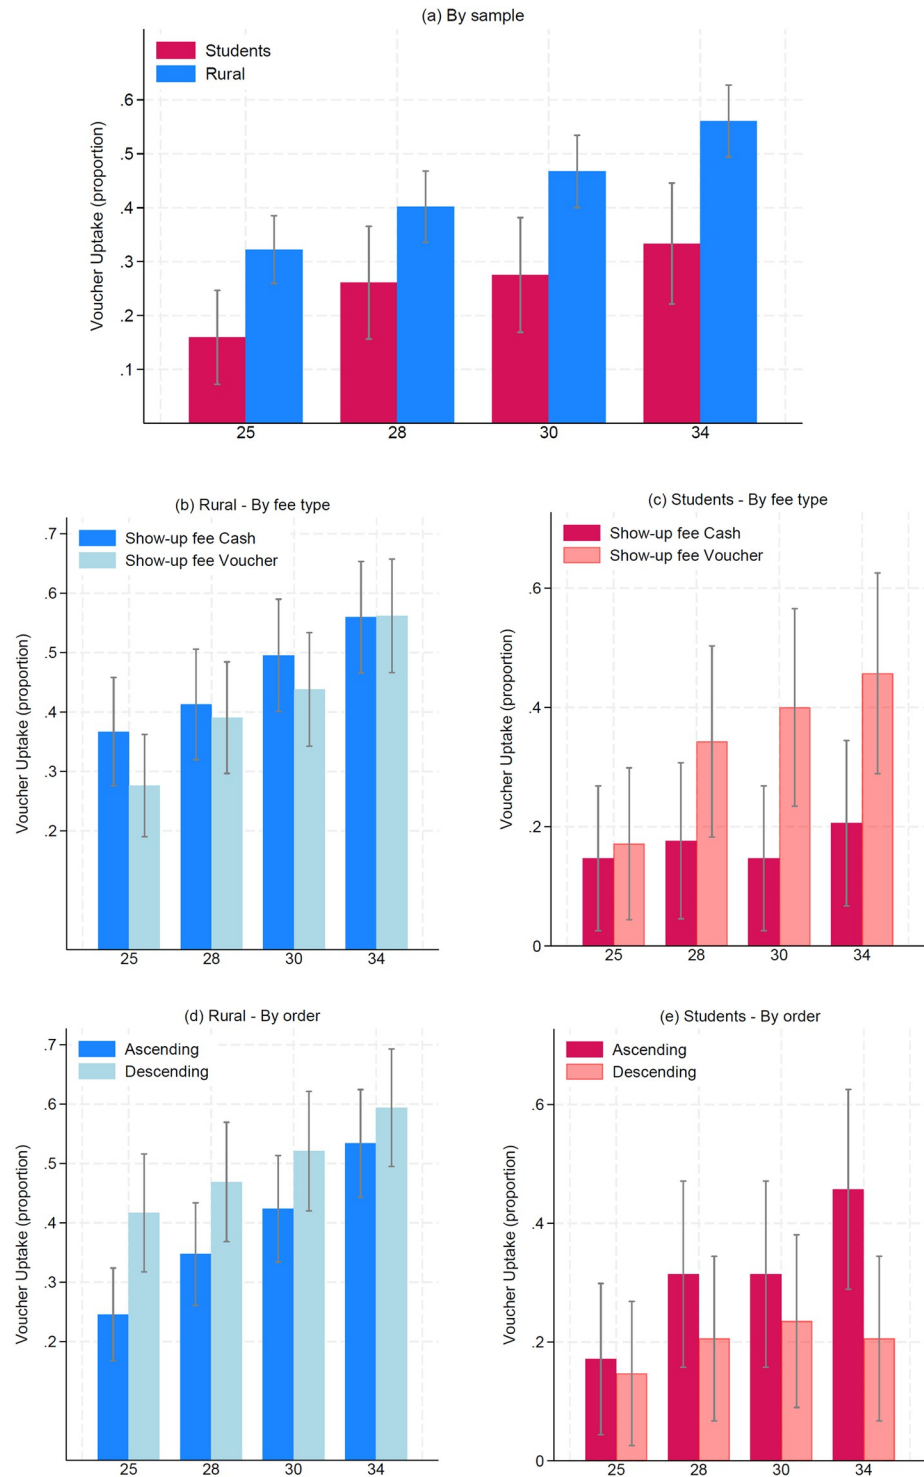 (a) By sample
Students
Rural
Voucher Uptake (proportion)
.6
.5
.4
.3
.2
.1
25 28 30 34
(b) Rural - By fee type
Show-up fee Cash
Show-up fee Voucher
Voucher Uptake (proportion)
.7
.6
.5
.4
.3
.2
25 28 30 34
(c) Students - By fee type
Show-up fee Cash
Show-up fee Voucher
Voucher Uptake (proportion)
.6
.4
.2
0
25 28 30 34
(d) Rural - By order
Ascending
Descending
Voucher Uptake (proportion)
.7
.6
.5
.4
.3
.2
25 28 30 34
(e) Students - By order
Ascending
Descending
Voucher Uptake (proportion)
.6
.4
.2
0
25 28 30 34